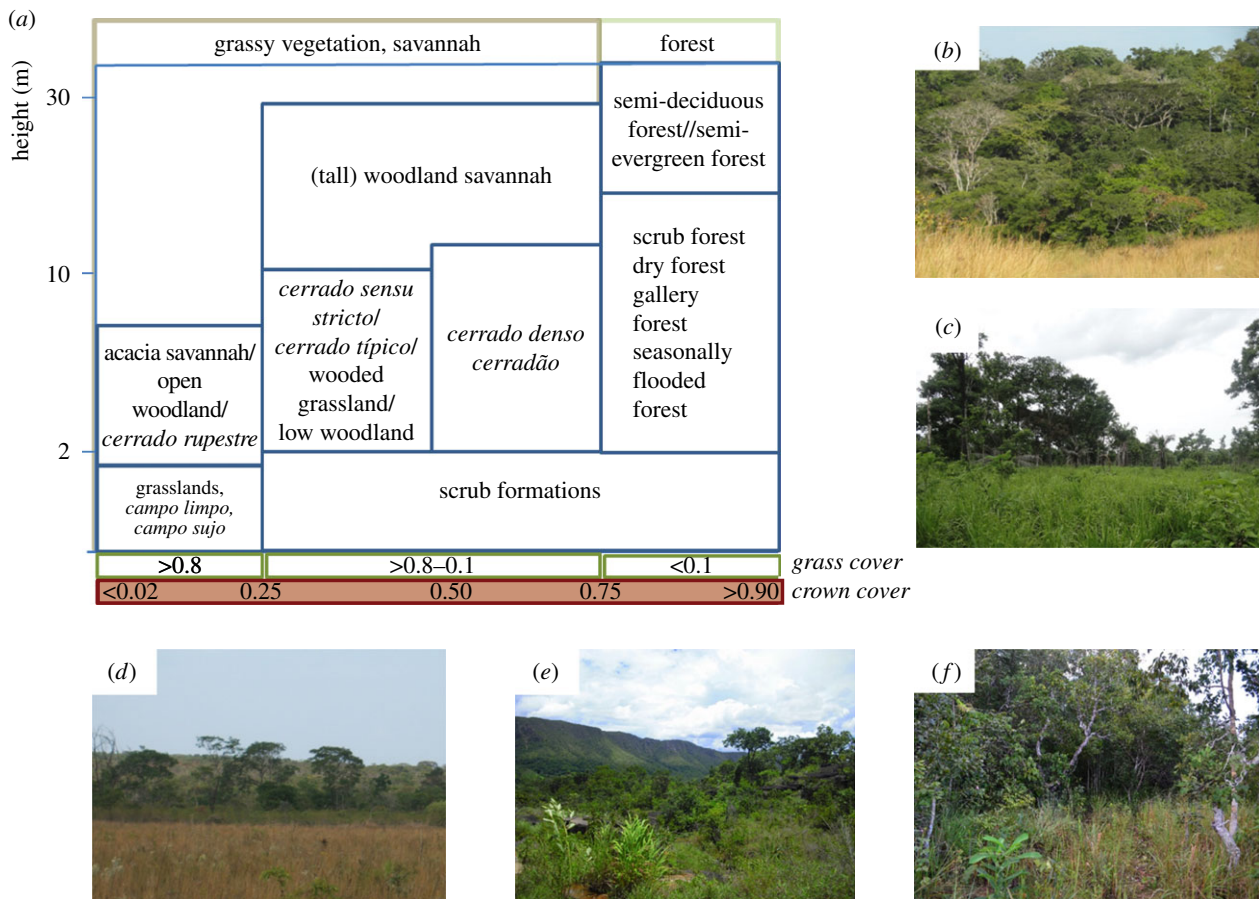 (a)
grassy vegetation, savannah
forest
height (m)
30
10
2
semi-deciduous
forest//semi-
evergreen forest
(tall) woodland savannah
scrub forest
dry forest
gallery
forest
seasonally
flooded
forest
cerrado sensu
stricto/
cerrado típico/
wooded
grassland/
low woodland
cerrado denso
cerradão
acacia savannah/
open
woodland/
cerrado rupestre
grasslands,
campo limpo,
campo sujo
scrub formations
>0.8
>0.8–0.1
<0.1
grass cover
<0.02
0.25
0.50
0.75
>0.90
crown cover
(b)
(c)
(d)
(e)
(f)